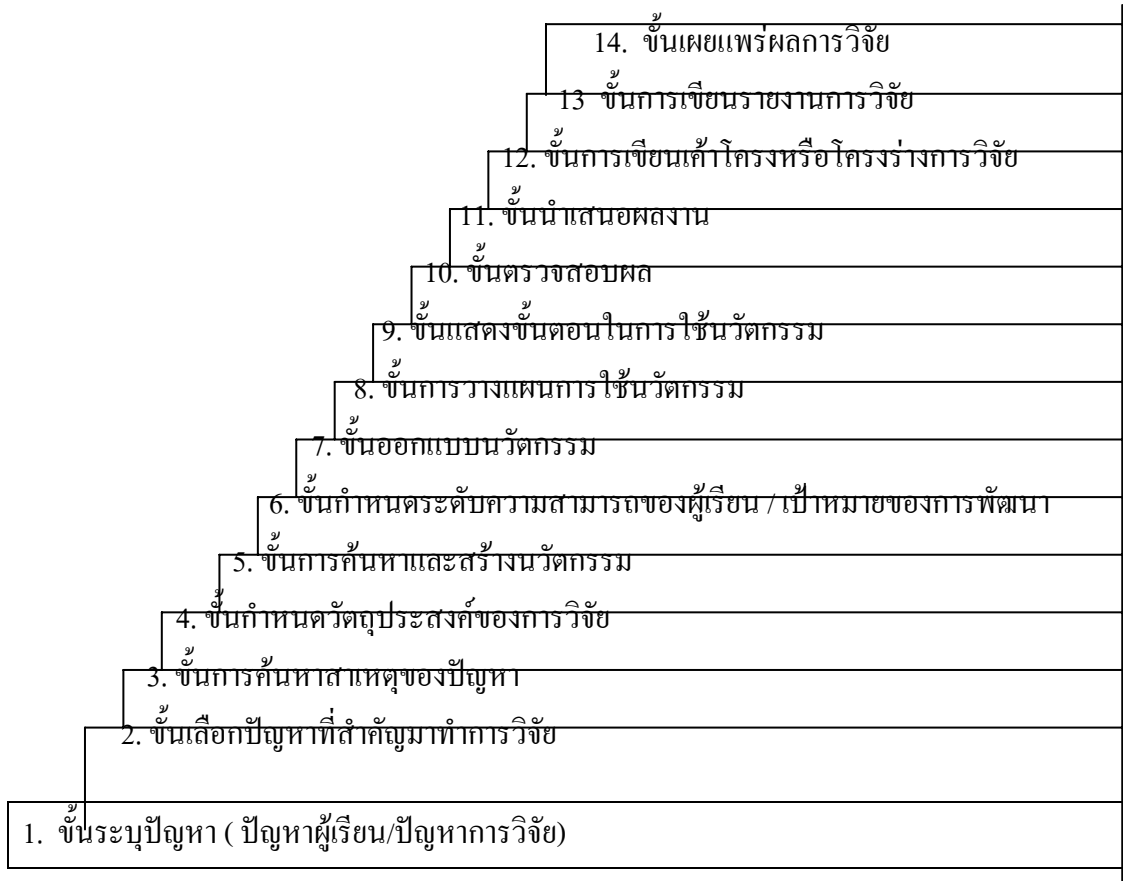 14. ขั้นเผยแพร่ผลการวิจัย
13 ขั้นการเขียนรายงานการวิจัย
12. ขั้นการเขียนเค้าโครงหรือโครงร่างการวิจัย
11. ขั้นนำเสนอผลงาน
10. ขั้นตรวจสอบผล
9. ขั้นแสดงขั้นตอนในการใช้นวัตกรรม
8. ขั้นการวางแผนการใช้นวัตกรรม
7. ขั้นออกแบบนวัตกรรม
6. ขั้นกำหนดระดับความสามารถของผู้เรียน / เป้าหมายของการพัฒนา
5. ขั้นการค้นหาและสร้างนวัตกรรม
4. ขั้นกำหนดวัตถุประสงค์ของการวิจัย
3. ขั้นการค้นหาสาเหตุของปัญหา
2. ขั้นเลือกปัญหาที่สำคัญมาทำการวิจัย
1. ขั้นระบุปัญหา ( ปัญหาผู้เรียน/ปัญหาการวิจัย)